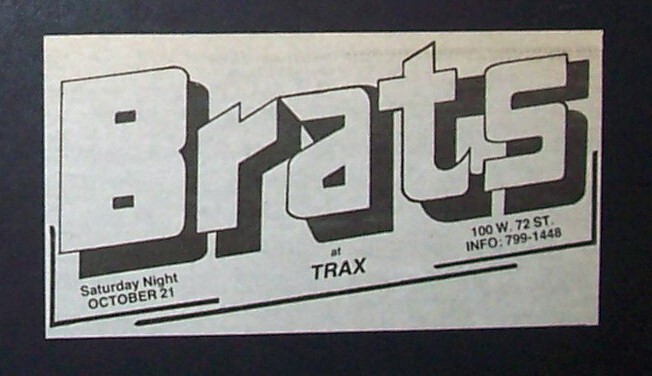 Brats
Saturday Night
OCTOBER 21
at
TRAX
100 W. 72 ST.
INFO: 799-1448